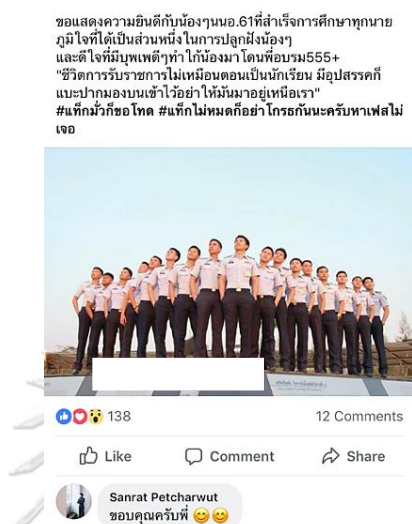 ขอแสดงความยินดีกับน้องๆนนอ.61ที่สำเร็จการศึกษาทุกนาย
ภูมิใจที่ได้เป็นส่วนหนึ่งในการปลูกฝังน้องๆ
และดีใจที่มีบุพเพดีๆทำให้น้องมาโดนพี่อบรม555+
"ชีวิตการรับราชการไม่เหมือนตอนเป็นนักเรียน มีอุปสรรคก็
แบะปากมองบนเข้าไว้อย่าให้มันมาอยู่เหนือเรา"
#แท็กมั่วก็ขอโทด #แท็กไม่หมดก็อย่าโกรธกันนะครับหาเฟสไม่
เจอ
138
12 Comments
Like
Comment
Share
Sanrat Petcharwut
ขอบคุณครับพี่ 😊😊